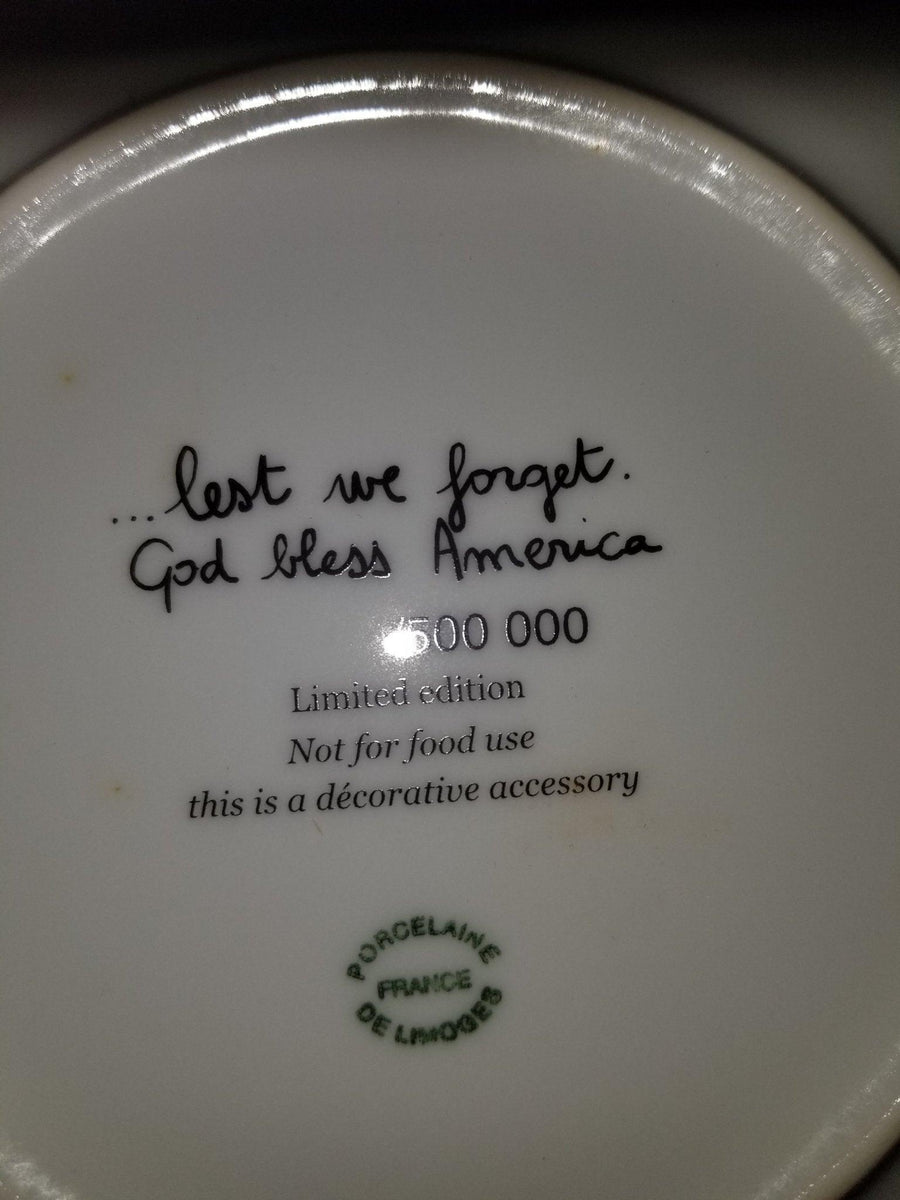 ...lest we forget.
God bless America
/500 000
Limited edition
Not for food use
this is a décorative accessory
PORCELAINE
FRANCE
DE LIMOGES